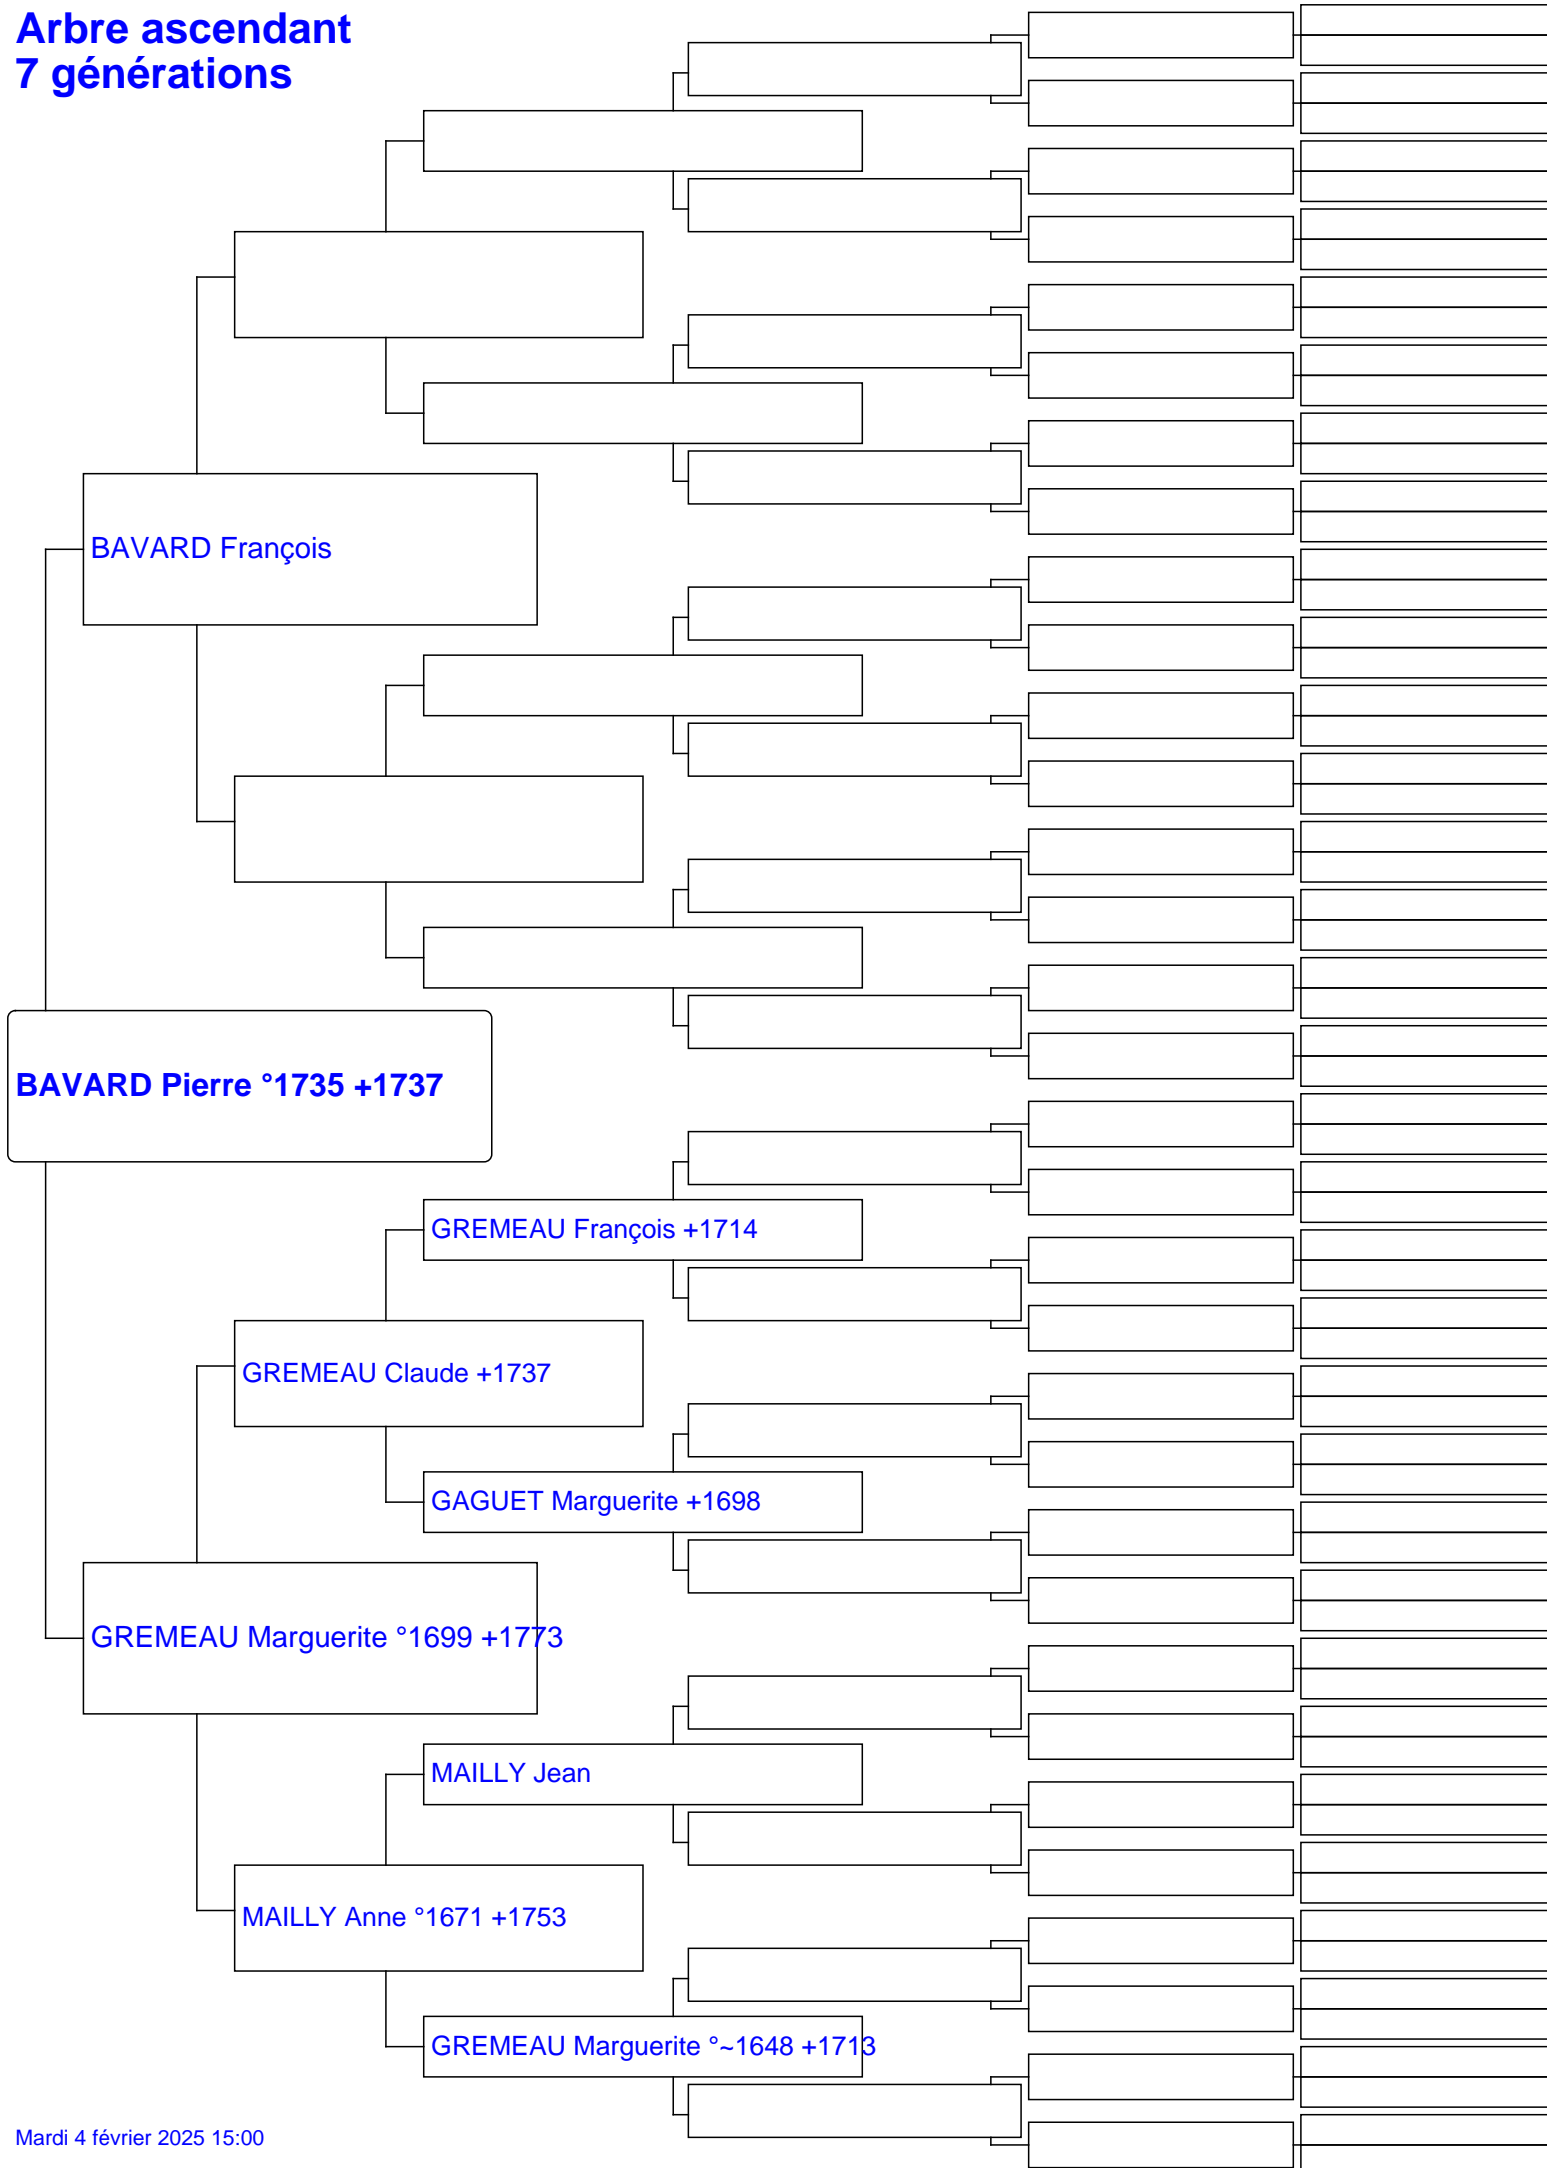 Arbre ascendant
7 générations
BAVARD François
BAVARD Pierre °1735 +1737
GREMEAU François +1714
GREMEAU Claude +1737
GAGUET Marguerite +1698
GREMEAU Marguerite °1699 +1773
MAILLY Jean
MAILLY Anne °1671 +1753
GREMEAU Marguerite °~1648 +1713
Mardi 4 février 2025 15:00